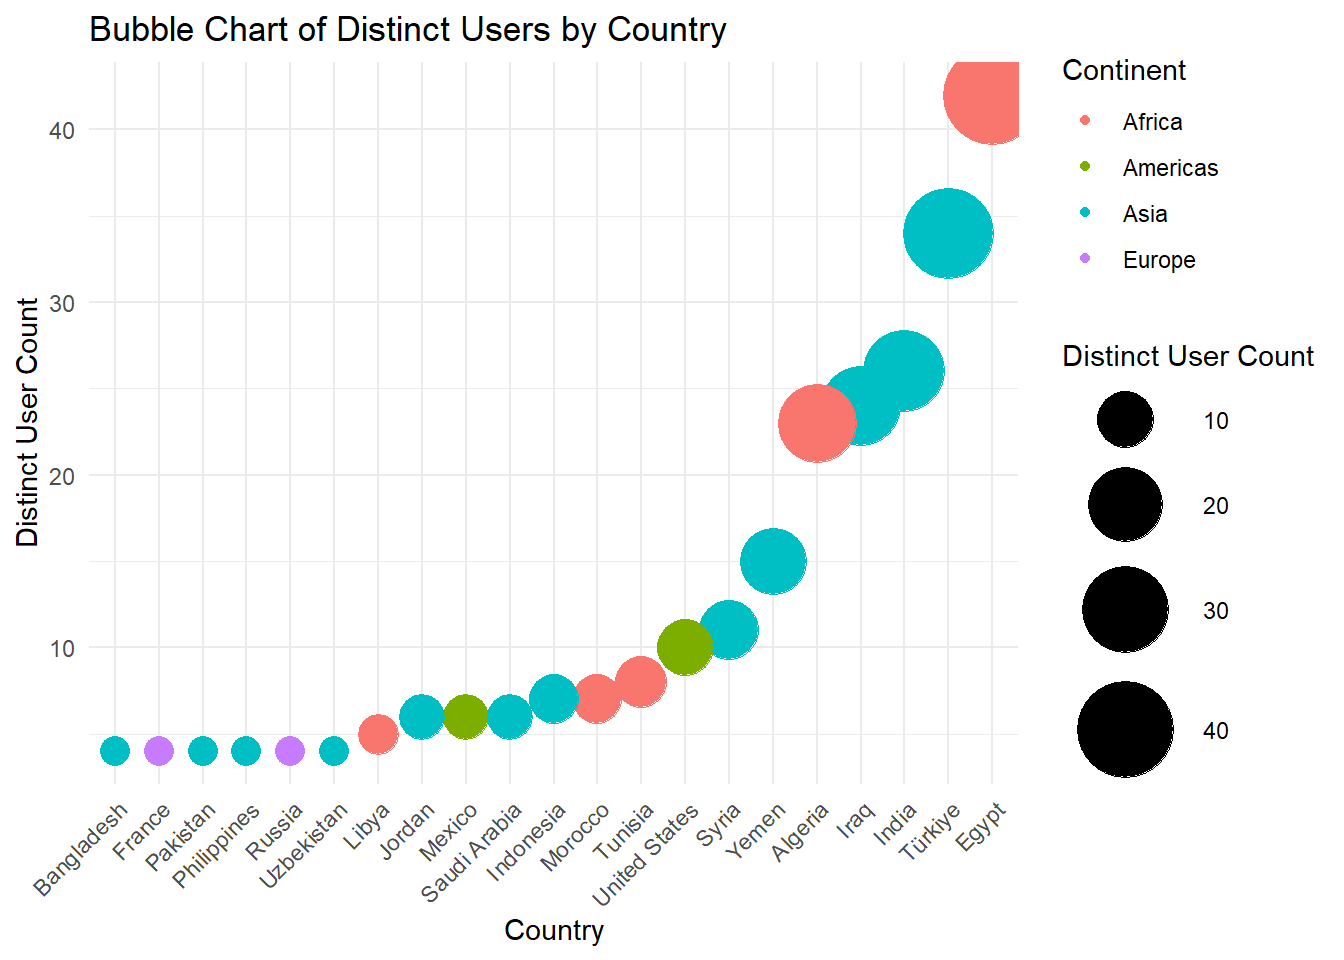 Bubble Chart of Distinct Users by Country
Distinct User Count
40
30
20
10
Bangladesh
France
Pakistan
Philippines
Russia
Uzbekistan
Libya
Jordan
Mexico
Saudi Arabia
Indonesia
Morocco
Tunisia
United States
Syria
Yemen
Algeria
Iraq
India
Türkiye
Egypt
Country
Continent
Africa
Americas
Asia
Europe
Distinct User Count
10
20
30
40